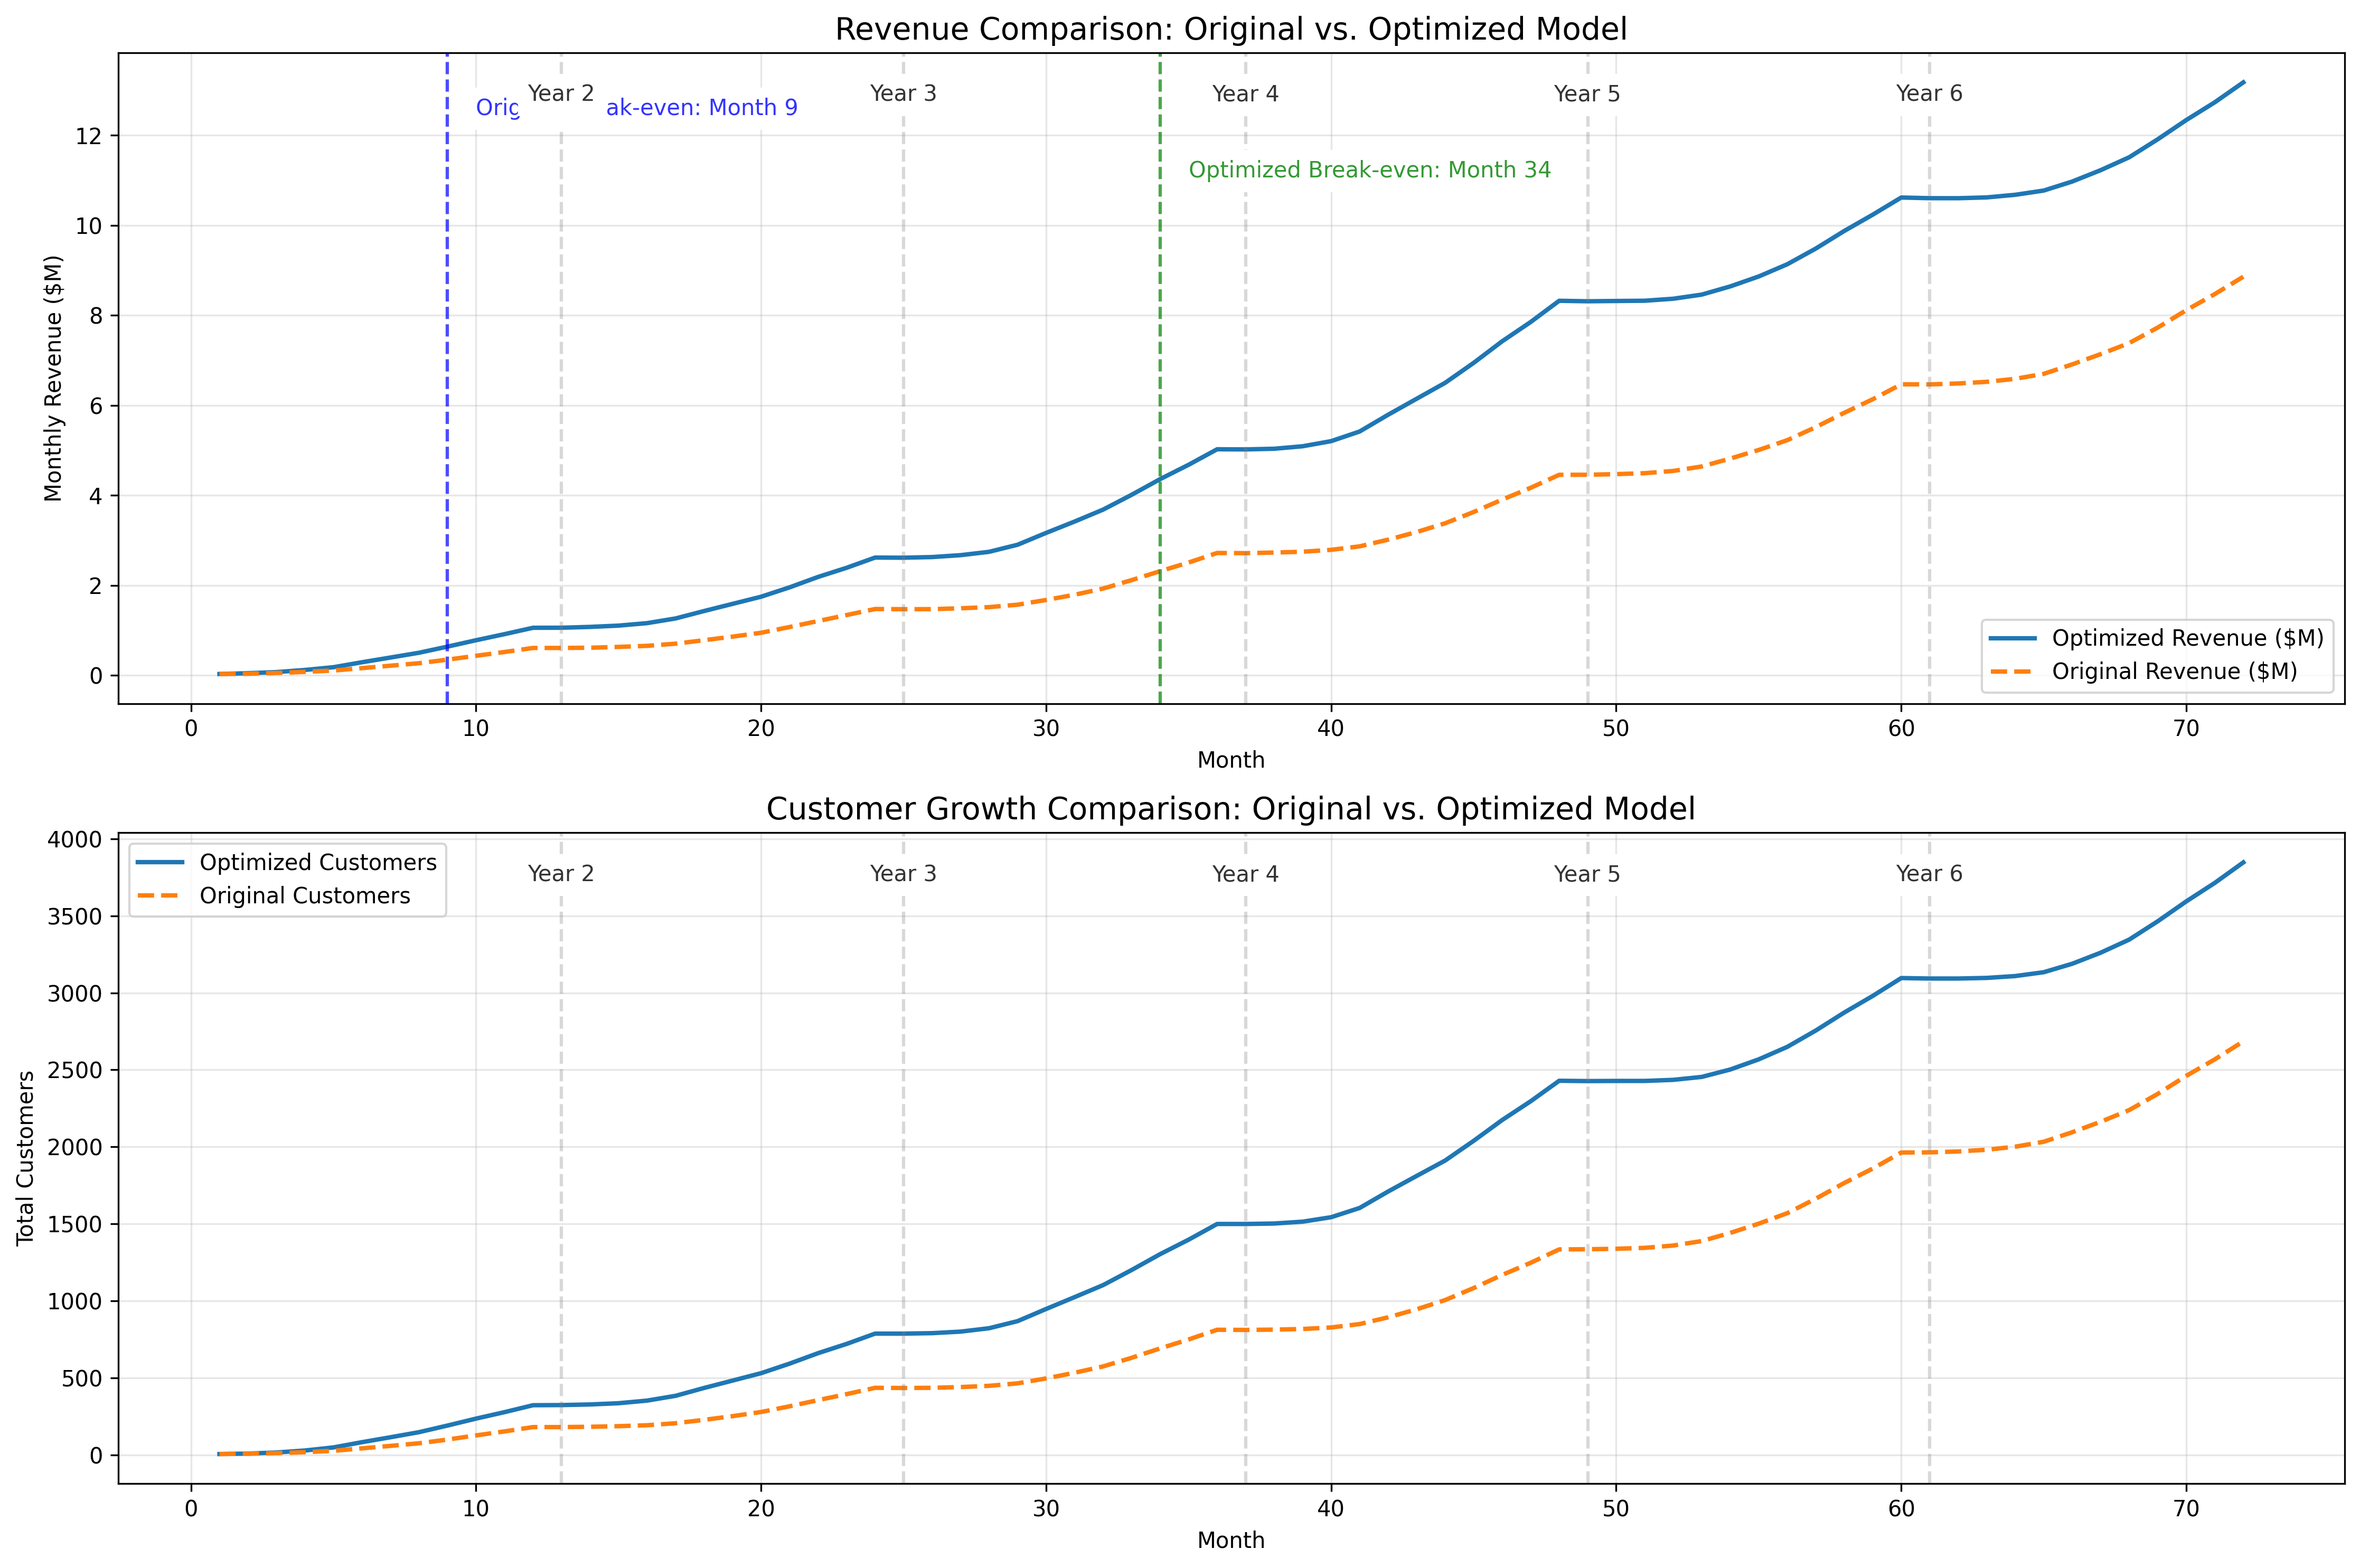 Revenue Comparison: Original vs. Optimized Model
Year 2
Year 3
Year 4
Year 5
Year 6
Orig ak-even: Month 9
Optimized Break-even: Month 34
Monthly Revenue ($M)
12
10
8
6
4
2
0
Optimized Revenue ($M)
Original Revenue ($M)
0 10 20 30 40 50 60 70
Month
Customer Growth Comparison: Original vs. Optimized Model
Optimized Customers
Original Customers
Year 2
Year 3
Year 4
Year 5
Year 6
Total Customers
4000
3500
3000
2500
2000
1500
1000
500
0
0 10 20 30 40 50 60 70
Month